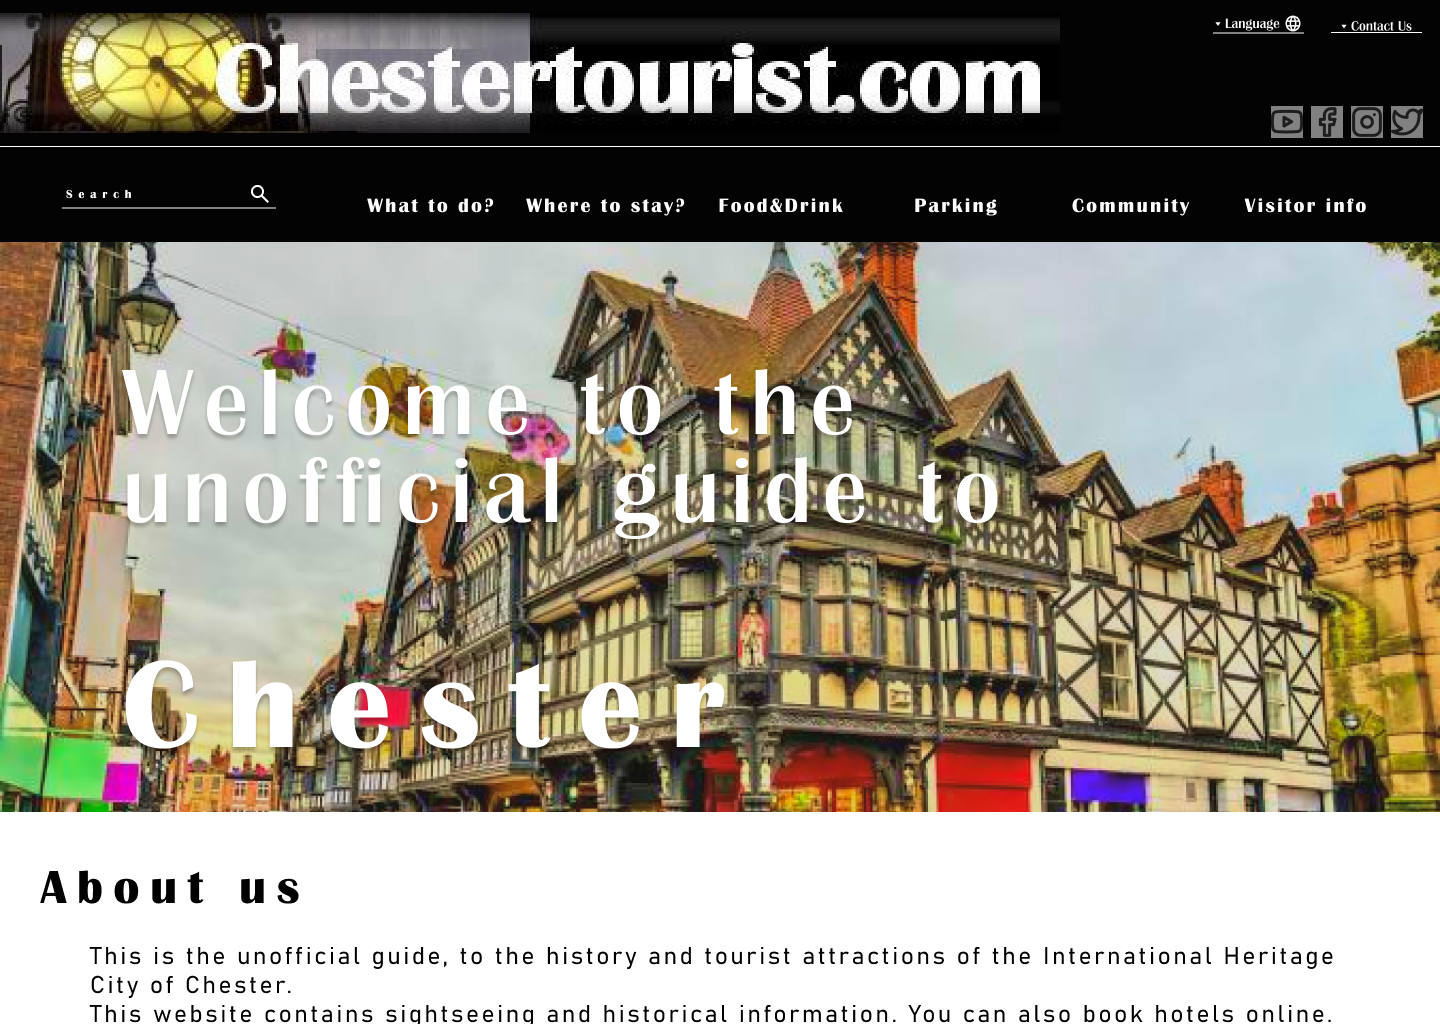 Chestertourist.com
Language
Contact Us
Search
What to do?
Where to stay?
Food&Drink
Parking
Community
Visitor info
Welcome to the
unofficial guide to
Chester
About us
This is the unofficial guide, to the history and tourist attractions of the International Heritage
City of Chester.
This website contains sightseeing and historical information. You can also book hotels online.